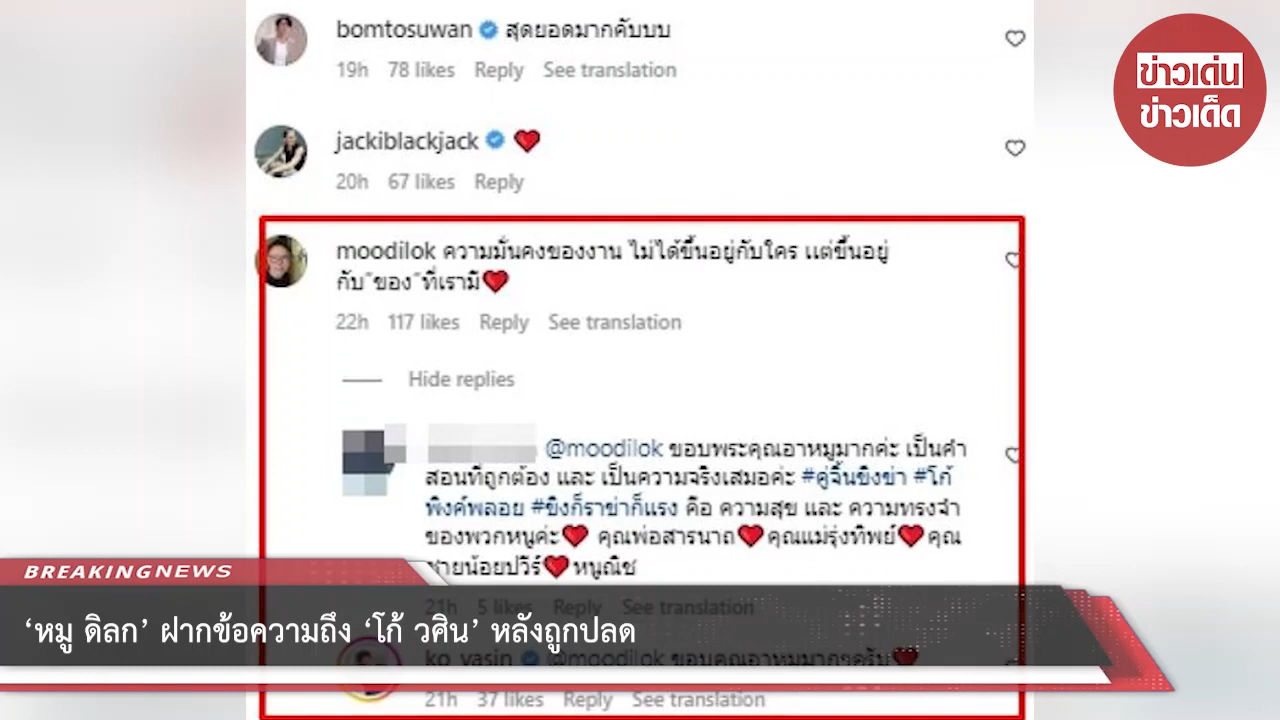 bomtosuwan สุดยอดมากคับบบ
19h 78 likes Reply See translation
ข่าวเด่น
ข่าวเด็ด
jackiblackjack ❤
20h 67 likes Reply
moodilok ความมั่นคงของงาน ไม่ได้ขึ้นอยู่กับใคร แต่ขึ้นอยู่
กับ"ของ"ที่เรามี❤
22h 117 likes Reply See translation
Hide replies
@moodilok ขอบพระคุณอาหมูมากค่ะ เป็นคำ
สอนที่ถูกต้อง และ เป็นความจริงเสมอค่ะ #คู่จิ้นขิงข่า #โก้
พิงค์พลอย #ขิงก็ราข่าก็แรง คือ ความสุข และ ความทรงจำ
ของพวกหนูค่ะ❤ คุณพ่อสารนาถ❤คุณแม่รุ่งทิพย์❤คุณ
ชายน้อยปวีร์❤หนูณิช
21h 5 likes Reply See translation
BREAKING NEWS
‘หมู ดิลก’ ฝากข้อความถึง ‘โก้ วศิน’ หลังถูกปลด
ko_vasin @moodilok ขอบคุณอาหมูมากๆครับ❤
21h 37 likes Reply See translation